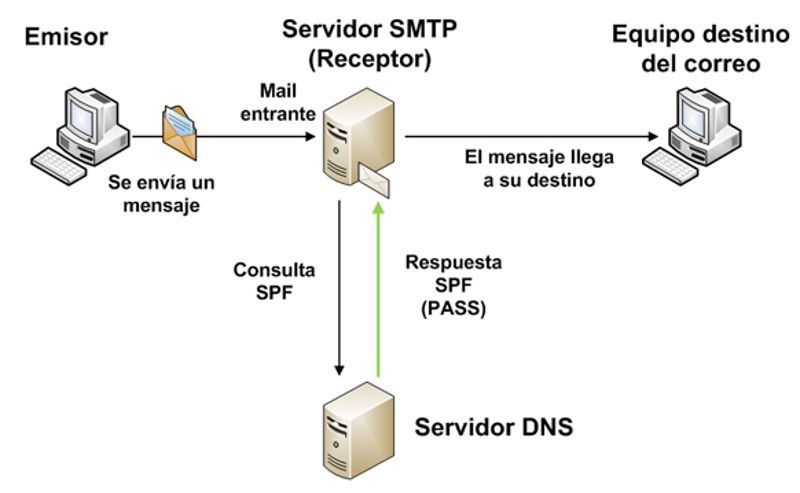 Emisor
Servidor SMTP
(Receptor)
Equipo destino
del correo
Mail
entrante
Se envía un
mensaje
El mensaje llega
a su destino
Consulta
SPF
Respuesta
SPF
(PASS)
Servidor DNS